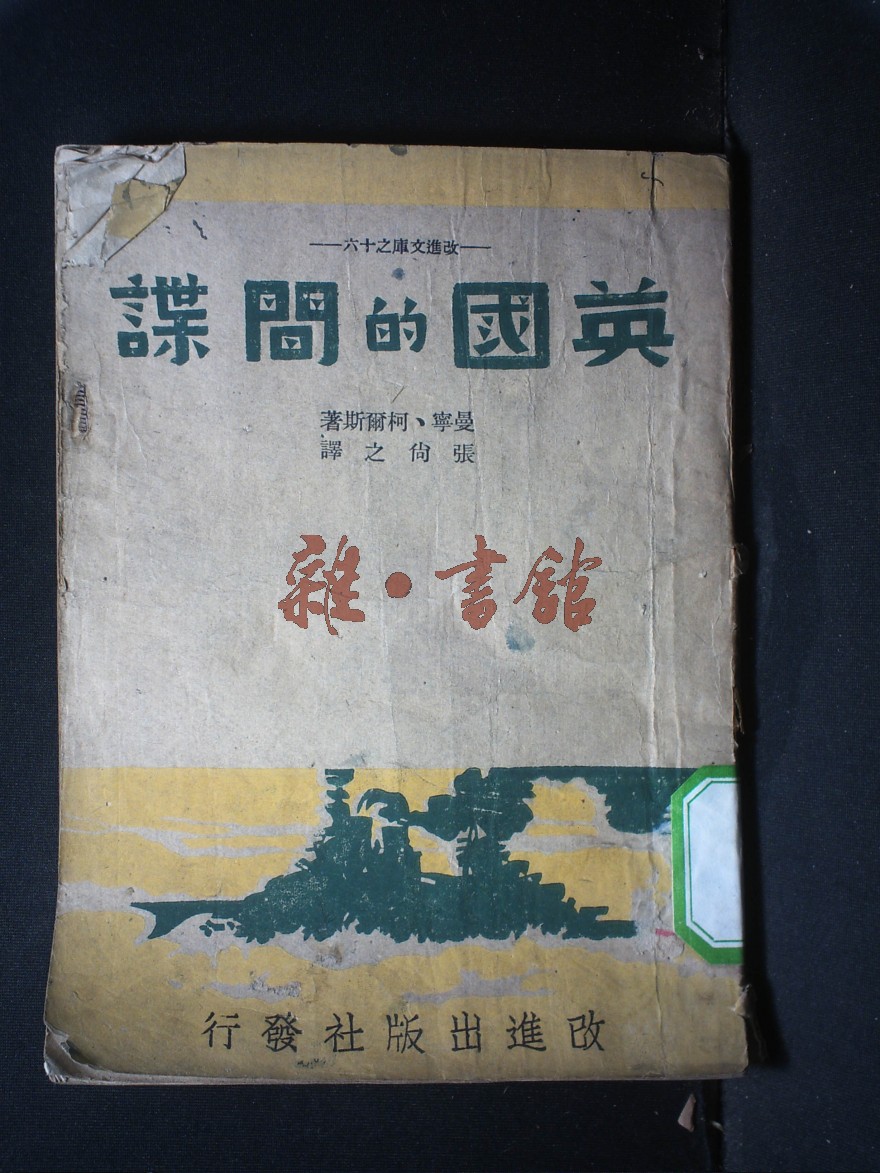 ——改進文庫之十六——
英國的間諜
曼寧、柯爾斯著
張尙之譯
雜·書館
改進出版社發行